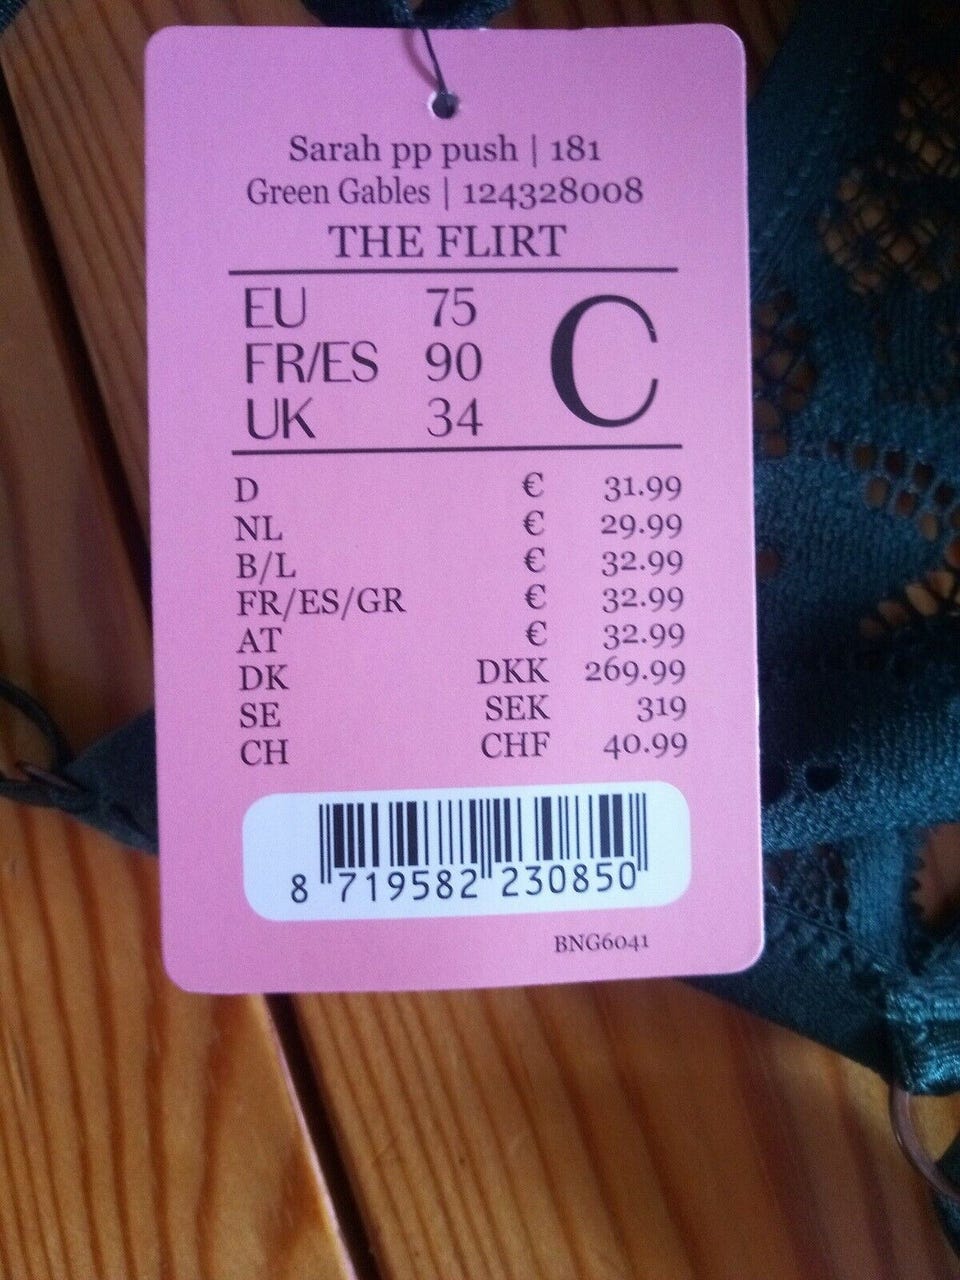 Sarah pp push | 181
Green Gables | 124328008
THE FLIRT
EU 75 C
FR/ES 90
UK 34
D € 31.99
NL € 29.99
B/L € 32.99
FR/ES/GR € 32.99
AT € 32.99
DK DKK 269.99
SE SEK 319
CH CHF 40.99
8 719582 230850
BNG6041